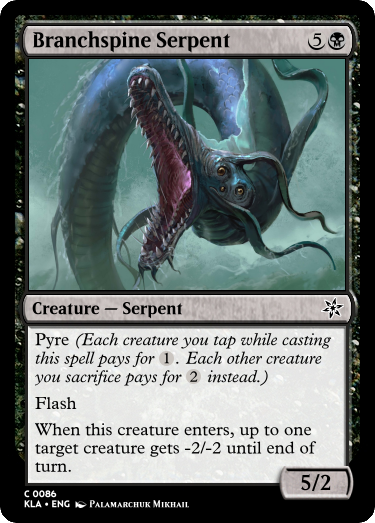 Branchspine Serpent 5
Creature — Serpent
Pyre (Each creature you tap while casting
this spell pays for 1. Each other creature
you sacrifice pays for 2 instead.)
Flash
When this creature enters, up to one
target creature gets -2/-2 until end of
turn.
5/2
C 0086
KLA • ENG Palamarchuk Mikhail